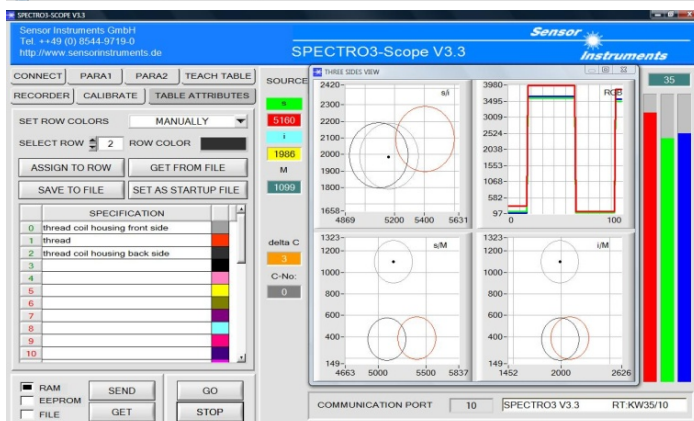 SPECTRO3-SCOPE V3.3
Sensor Instruments GmbH
Tel. ++49 (0) 8544-9719-0
http://www.sensorinstruments.de
SPECTRO3-Scope V3.3
Sensor
Instruments
CONNECT PARA1 PARA2 TEACH TABLE
RECORDER CALIBRATE TABLE ATTRIBUTES
SET ROW COLORS MANUALLY
SELECT ROW 2 ROW COLOR
ASSIGN TO ROW GET FROM FILE
SAVE TO FILE SET AS STARTUP FILE
SPECIFICATION
0 thread coil housing front side
1 thread
2 thread coil housing back side
3
4
5
6
7
8
9
10
RAM
EEPROM
FILE
SEND
GET
GO
STOP
SOURCE
s
5160
i
1986
M
1099
delta C
3
C-No:
0
THREE SIDES VIEW
s/i
2420-
2300-
2200-
2100-
2000-
1900-
1800-
1658-
4869 5200 5400 5631
RGB
3980-
3495-
3009-
2524-
2038-
1553-
1068-
582-
97-
0 100
s/M
1323-
1200-
1000-
800-
600-
400-
149-
4663 5000 5500 5837
i/M
1323-
1200-
1000-
800-
600-
400-
149-
1452 2000 2626
35
COMMUNICATION PORT 10 SPECTRO3 V3.3 RT:KW35/10